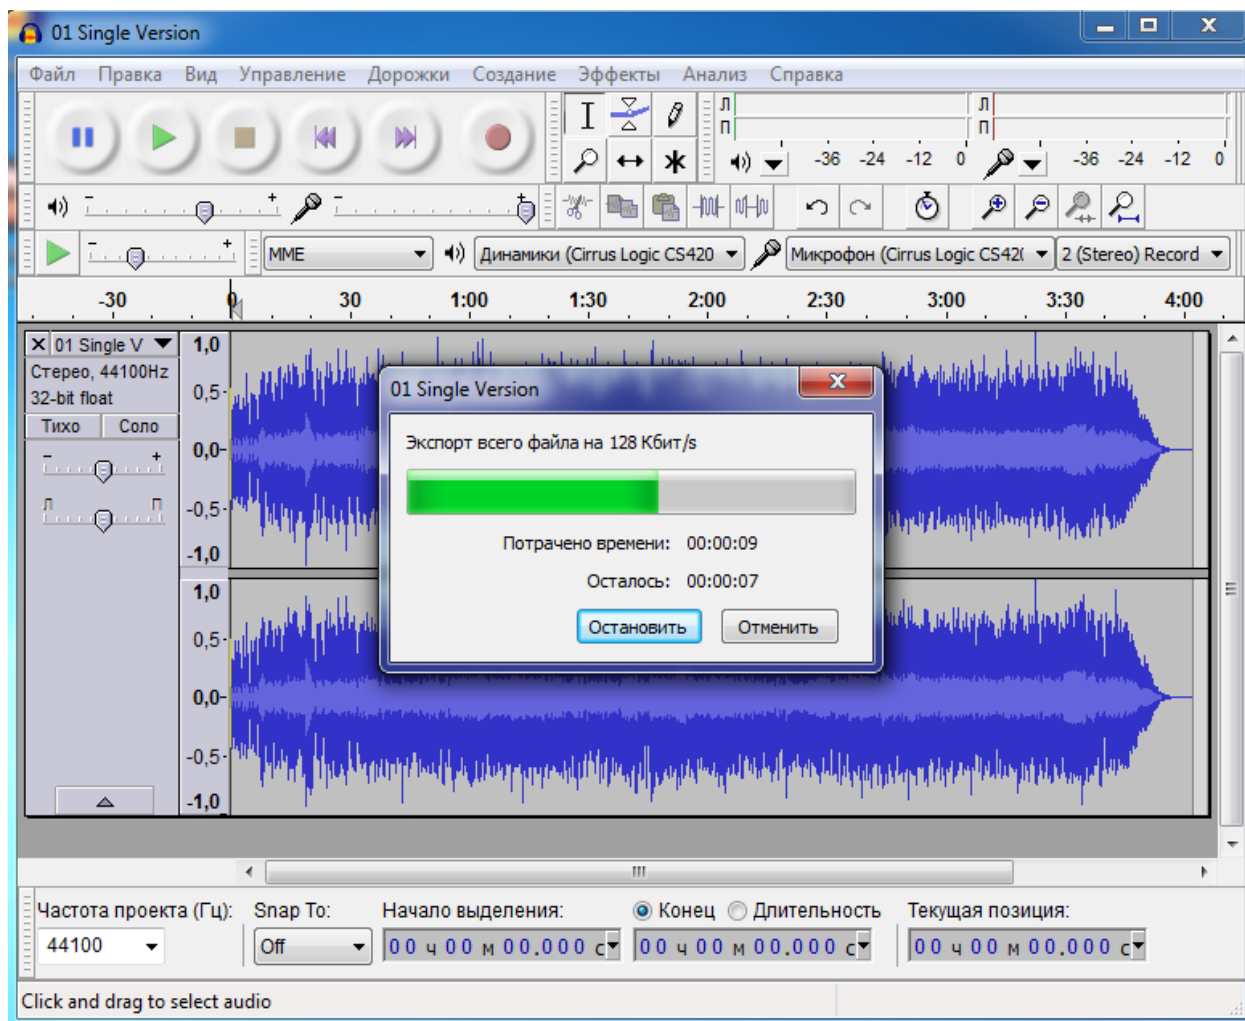 01 Single Version
Файл Правка Вид Управление Дорожки Создание Эффекты Анализ Справка
Л Л
П П
-36 -24 -12 0 -36 -24 -12 0
- + - +
- + MME Динамики (Cirrus Logic CS420 Микрофон (Cirrus Logic CS42( 2 (Stereo) Record
-30 0 30 1:00 1:30 2:00 2:30 3:00 3:30 4:00
X 01 Single V
Стерео, 44100Hz
32-bit float
Тихо Соло
- +
Л П
1,0
0,5-
0,0-
-0,5-
-1,0
1,0
0,5-
0,0-
-0,5-
-1,0
01 Single Version
Экспорт всего файла на 128 Кбит/s
Потрачено времени: 00:00:09
Осталось: 00:00:07
Остановить Отменить
Частота проекта (Гц): Snap To: Начало выделения: Конец Длительность Текущая позиция:
44100 Off 00 ч 00 м 00.000 с 00 ч 00 м 00.000 с 00 ч 00 м 00.000 с
Click and drag to select audio